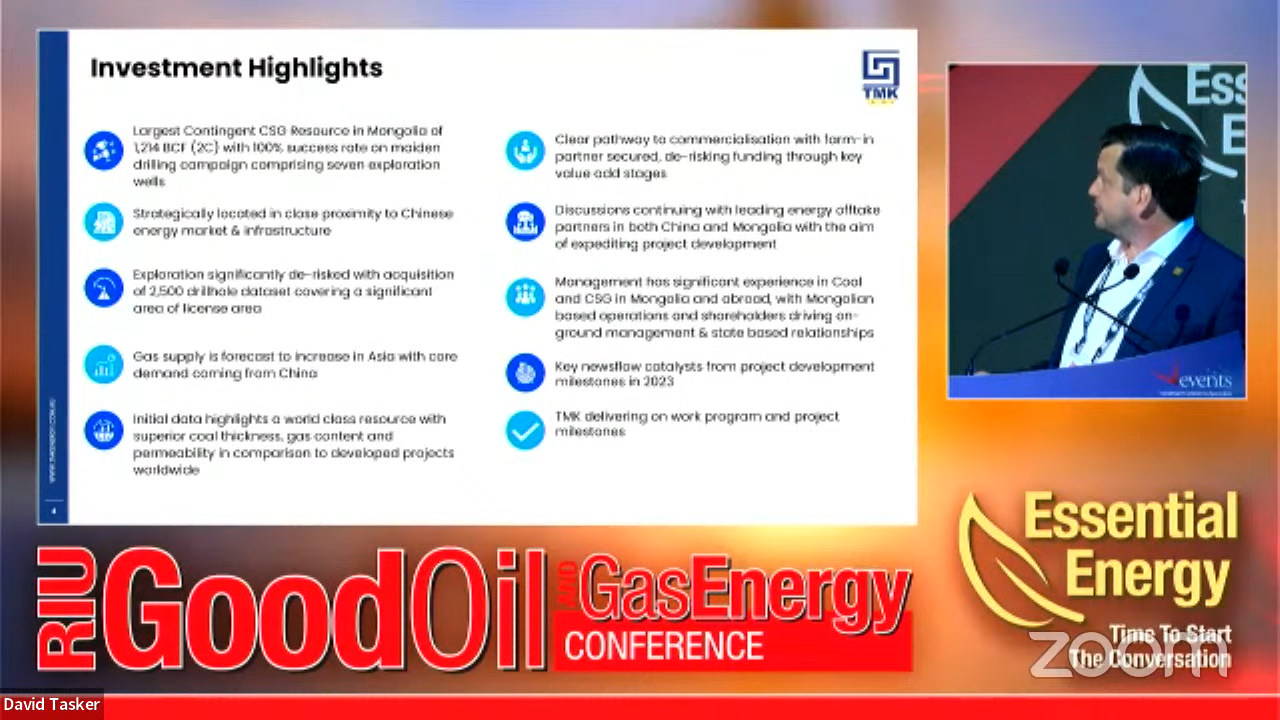 Investment Highlights
TMK
Largest Contingent CSG Resource in Mongolia of
1,214 BCF (2C) with 100% success rate on maiden
drilling campaign comprising seven exploration
wells
Strategically located in close proximity to Chinese
energy market & infrastructure
Exploration significantly de-risked with acquisition
of 2,500 drillhole dataset covering a significant
area of license area
Gas supply is forecast to increase in Asia with core
demand coming from China
Initial data highlights a world class resource with
superior coal thickness, gas content and
permeability in comparison to developed projects
worldwide
Clear pathway to commercialisation with farm-in
partner secured, de-risking funding through key
value add stages
Discussions continuing with leading energy offtake
partners in both China and Mongolia with the aim
of expediting project development
Management has significant experience in Coal
and CSG in Mongolia and abroad, with Mongolian
based operations and shareholders driving on-
ground management & state based relationships
Key newsflow catalysts from project development
milestones in 2023
TMK delivering on work program and project
milestones
WWW.TMKENERGY.COM.AU
4
Ess
E
events
RIU GoodOil AND GasEnergy
CONFERENCE
Essential
Energy
Time To Start
The Conversation
zoom
David Tasker